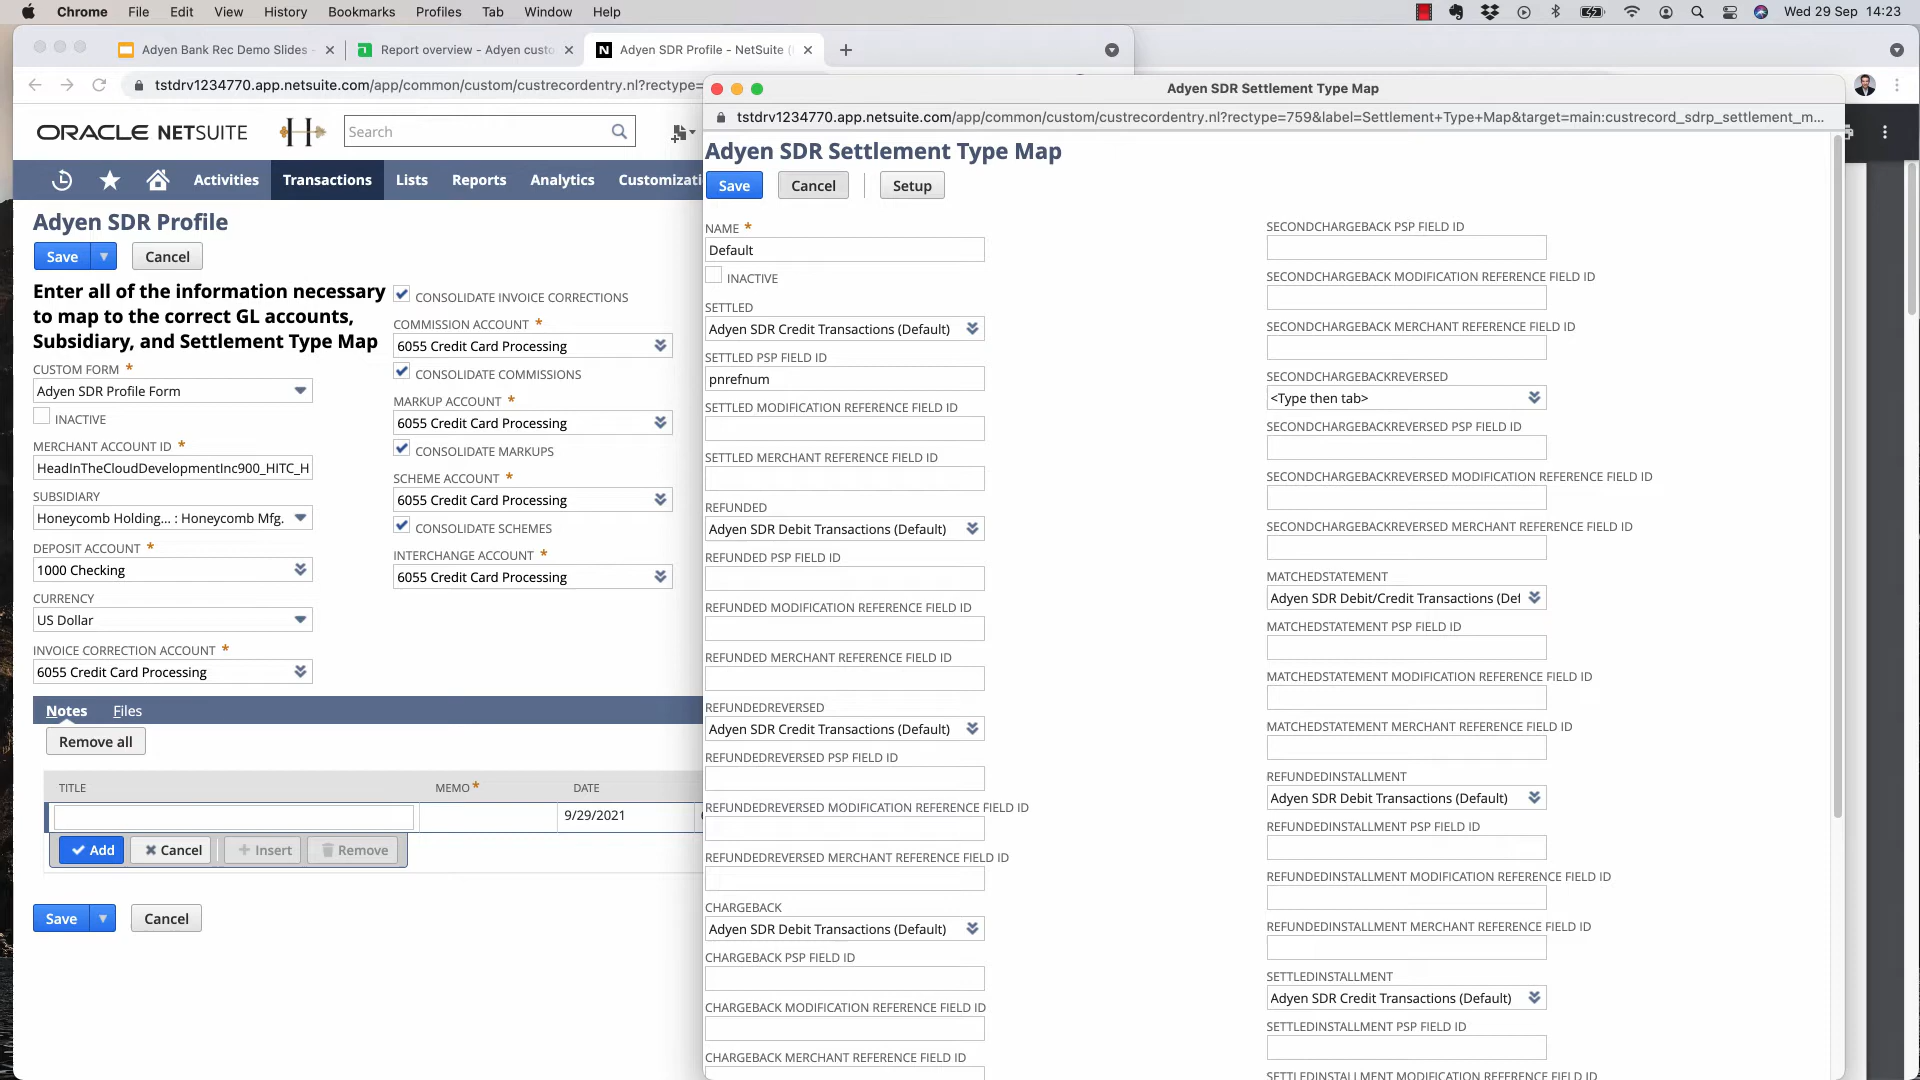 Chrome File Edit View History Bookmarks Profiles Tab Window Help
Wed 29 Sep 14:23
Adyen Bank Rec Demo Slides -
Report overview - Adyen custo
Adyen SDR Profile - NetSuite (
tstdrv1234770.app.netsuite.com/app/common/custom/custrecordentry.nl?rectype=
ORACLE NETSUITE
Search
Activities Transactions Lists Reports Analytics Customizati
Adyen SDR Profile
Save Cancel
Enter all of the information necessary
to map to the correct GL accounts,
Subsidiary, and Settlement Type Map
CUSTOM FORM *
Adyen SDR Profile Form
INACTIVE
MERCHANT ACCOUNT ID *
HeadInTheCloudDevelopmentInc900_HITC_H
SUBSIDIARY
Honeycomb Holding... : Honeycomb Mfg.
DEPOSIT ACCOUNT *
1000 Checking
CURRENCY
US Dollar
INVOICE CORRECTION ACCOUNT *
6055 Credit Card Processing
CONSOLIDATE INVOICE CORRECTIONS
COMMISSION ACCOUNT *
6055 Credit Card Processing
CONSOLIDATE COMMISSIONS
MARKUP ACCOUNT *
6055 Credit Card Processing
CONSOLIDATE MARKUPS
SCHEME ACCOUNT *
6055 Credit Card Processing
CONSOLIDATE SCHEMES
INTERCHANGE ACCOUNT *
6055 Credit Card Processing
Notes Files
Remove all
TITLE MEMO * DATE
9/29/2021
Add Cancel Insert Remove
Save Cancel
Adyen SDR Settlement Type Map
tstdrv1234770.app.netsuite.com/app/common/custom/custrecordentry.nl?rectype=759&label=Settlement+Type+Map&target=main:custrecord_sdrp_settlement_m...
Adyen SDR Settlement Type Map
Save Cancel Setup
NAME *
Default
INACTIVE
SETTLED
Adyen SDR Credit Transactions (Default)
SETTLED PSP FIELD ID
pnrefnum
SETTLED MODIFICATION REFERENCE FIELD ID
SETTLED MERCHANT REFERENCE FIELD ID
REFUNDED
Adyen SDR Debit Transactions (Default)
REFUNDED PSP FIELD ID
REFUNDED MODIFICATION REFERENCE FIELD ID
REFUNDED MERCHANT REFERENCE FIELD ID
REFUNDEDREVERSED
Adyen SDR Credit Transactions (Default)
REFUNDEDREVERSED PSP FIELD ID
REFUNDEDREVERSED MODIFICATION REFERENCE FIELD ID
REFUNDEDREVERSED MERCHANT REFERENCE FIELD ID
CHARGEBACK
Adyen SDR Debit Transactions (Default)
CHARGEBACK PSP FIELD ID
CHARGEBACK MODIFICATION REFERENCE FIELD ID
CHARGEBACK MERCHANT REFERENCE FIELD ID
SECONDCHARGEBACK PSP FIELD ID
SECONDCHARGEBACK MODIFICATION REFERENCE FIELD ID
SECONDCHARGEBACK MERCHANT REFERENCE FIELD ID
SECONDCHARGEBACKREVERSED
<Type then tab>
SECONDCHARGEBACKREVERSED PSP FIELD ID
SECONDCHARGEBACKREVERSED MODIFICATION REFERENCE FIELD ID
SECONDCHARGEBACKREVERSED MERCHANT REFERENCE FIELD ID
MATCHEDSTATEMENT
Adyen SDR Debit/Credit Transactions (Def
MATCHEDSTATEMENT PSP FIELD ID
MATCHEDSTATEMENT MODIFICATION REFERENCE FIELD ID
MATCHEDSTATEMENT MERCHANT REFERENCE FIELD ID
REFUNDEDINSTALLMENT
Adyen SDR Debit Transactions (Default)
REFUNDEDINSTALLMENT PSP FIELD ID
REFUNDEDINSTALLMENT MODIFICATION REFERENCE FIELD ID
REFUNDEDINSTALLMENT MERCHANT REFERENCE FIELD ID
SETTLEDINSTALLMENT
Adyen SDR Credit Transactions (Default)
SETTLEDINSTALLMENT PSP FIELD ID
SETTLEDINSTALLMENT MODIFICATION REFERENCE FIELD ID